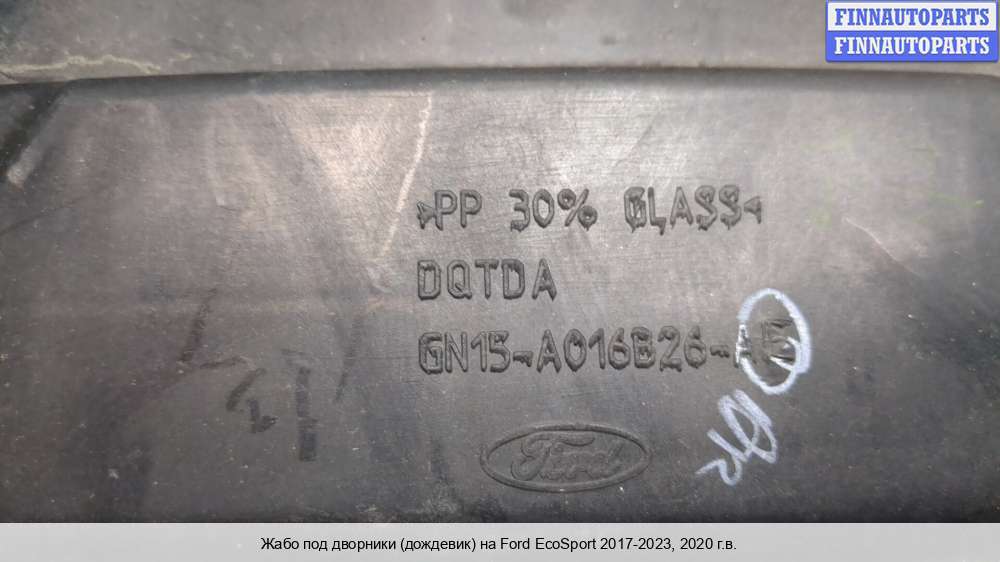 FINNAUTOPARTS
FINNAUTOPARTS
>PP 30% GLASS<
DQTDA
GN15-A016B26-
Ford
Жабо под дворники (дождевик) на Ford EcoSport 2017-2023, 2020 г.в.